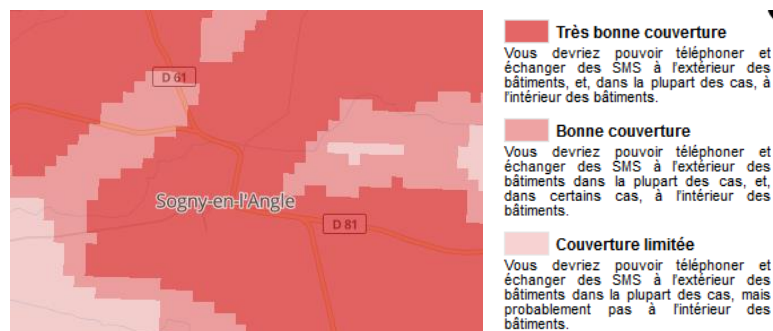 D 61
Sogny-en-l'Angle
D 81
Très bonne couverture
Vous devriez pouvoir téléphoner et
échanger des SMS à l'extérieur des
bâtiments, et, dans la plupart des cas, à
l'intérieur des bâtiments.
Bonne couverture
Vous devriez pouvoir téléphoner et
échanger des SMS à l'extérieur des
bâtiments dans la plupart des cas, et,
dans certains cas, à l'intérieur des
bâtiments.
Couverture limitée
Vous devriez pouvoir téléphoner et
échanger des SMS à l'extérieur des
bâtiments dans la plupart des cas, mais
probablement pas à l'intérieur des
bâtiments.